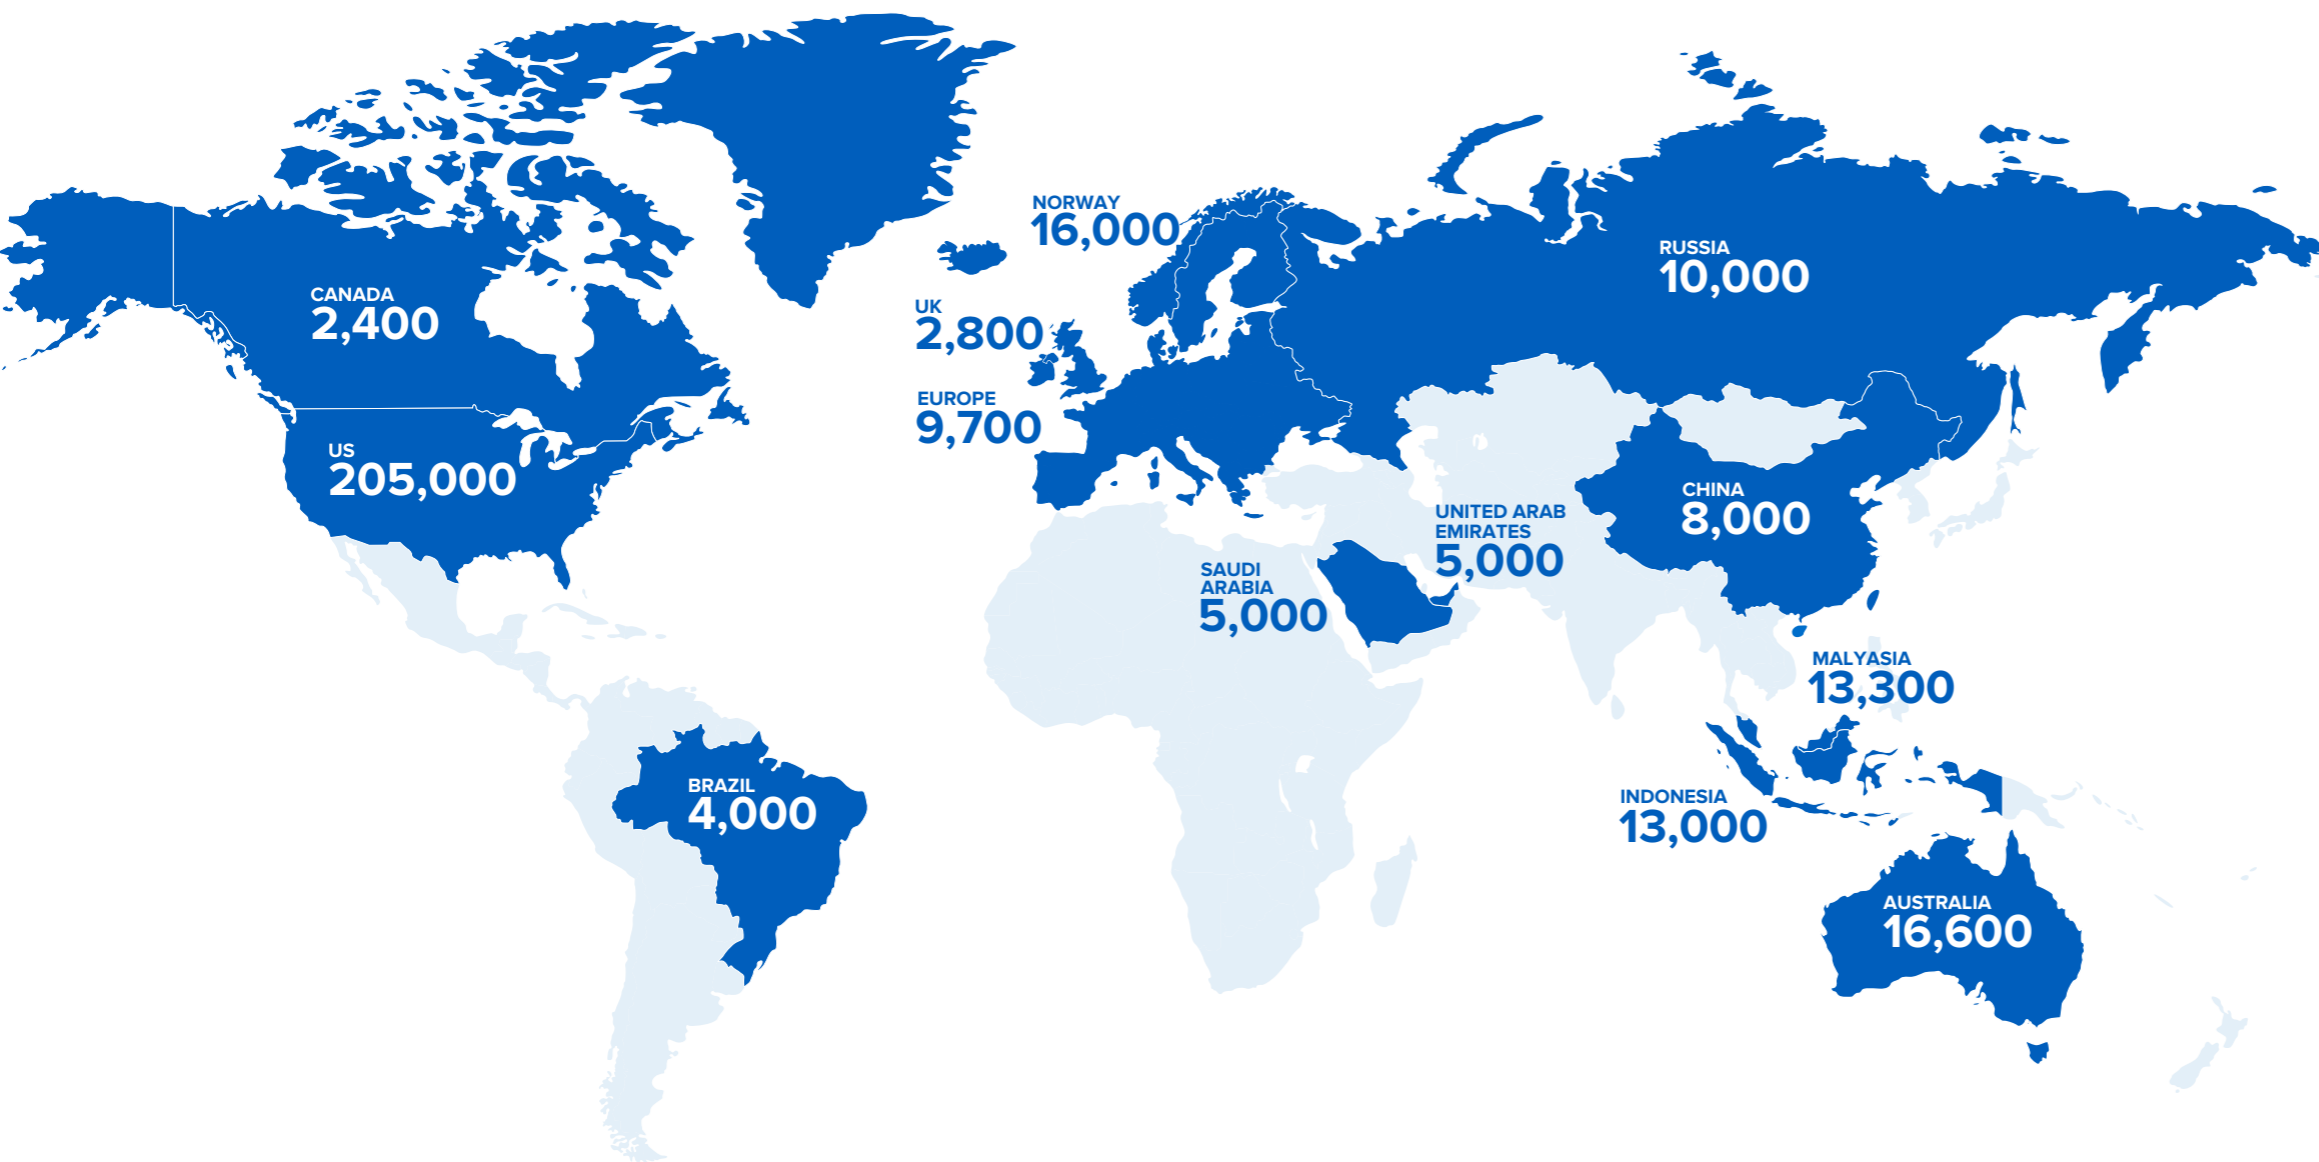 NORWAY
16,000
RUSSIA
10,000
CANADA
2,400
UK
2,800
EUROPE
9,700
US
205,000
CHINA
8,000
UNITED ARAB
EMIRATES
5,000
SAUDI
ARABIA
5,000
MALYASIA
13,300
BRAZIL
4,000
INDONESIA
13,000
AUSTRALIA
16,600